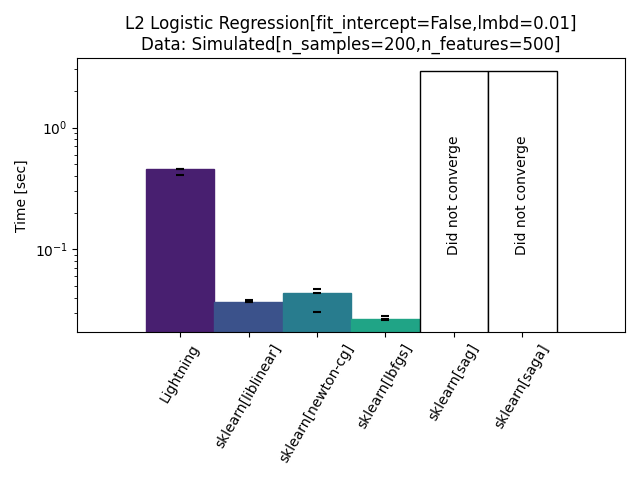 L2 Logistic Regression[fit_intercept=False,lmbd=0.01]
Data: Simulated[n_samples=200,n_features=500]
Time [sec]
10⁰
10⁻¹
Did not converge
Did not converge
Lightning
sklearn[liblinear]
sklearn[newton-cg]
sklearn[lbfgs]
sklearn[sag]
sklearn[saga]